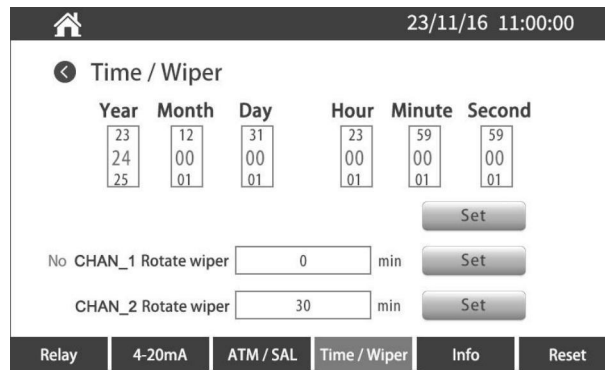 23/11/16 11:00:00
Time / Wiper
Year Month Day Hour Minute Second
23 12 31 23 59 59
24 00 00 00 00 00
25 01 01 01 01 01
Set
No CHAN_1 Rotate wiper 0 min Set
CHAN_2 Rotate wiper 30 min Set
Relay 4-20mA ATM / SAL Time / Wiper Info Reset